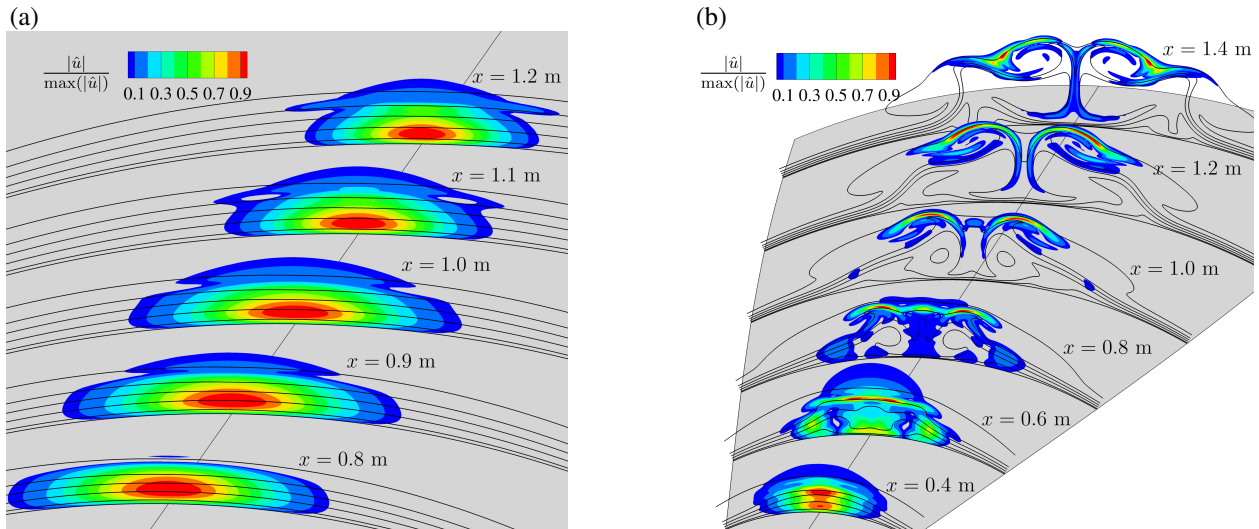 (a)
|û|
max(|û|)
0.1 0.3 0.5 0.7 0.9
x = 1.2 m
x = 1.1 m
x = 1.0 m
x = 0.9 m
x = 0.8 m
(b)
|û|
max(|û|)
0.1 0.3 0.5 0.7 0.9
x = 1.4 m
x = 1.2 m
x = 1.0 m
x = 0.8 m
x = 0.6 m
x = 0.4 m